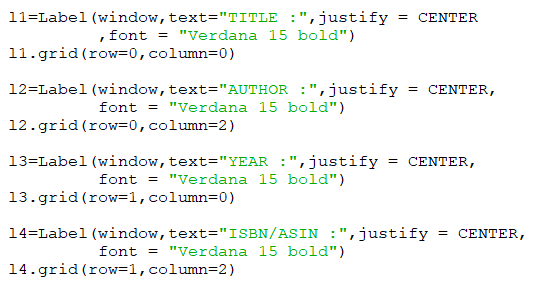 l1=Label(window,text="TITLE :",justify = CENTER
         ,font = "Verdana 15 bold")
l1.grid(row=0,column=0)

l2=Label(window,text="AUTHOR :",justify = CENTER,
         font = "Verdana 15 bold")
l2.grid(row=0,column=2)

l3=Label(window,text="YEAR :",justify = CENTER,
         font = "Verdana 15 bold")
l3.grid(row=1,column=0)

l4=Label(window,text="ISBN/ASIN :",justify = CENTER,
         font = "Verdana 15 bold")
l4.grid(row=1,column=2)